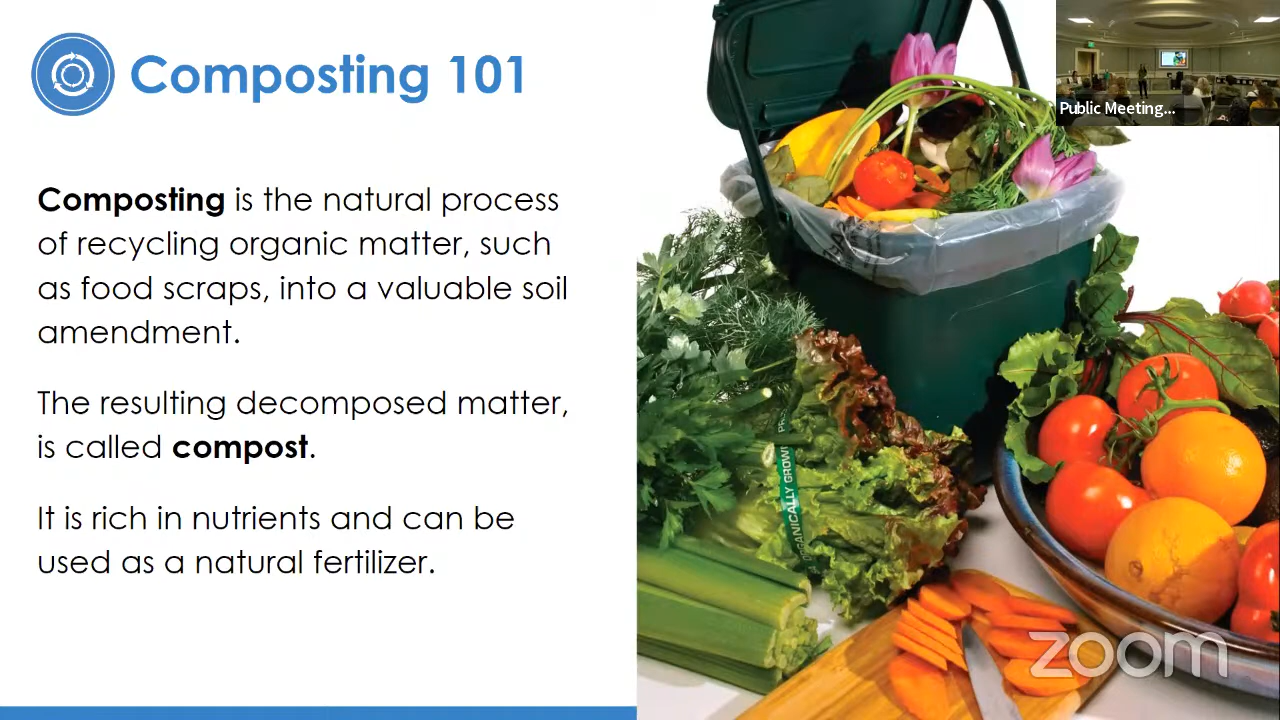 Composting 101
Composting is the natural process
of recycling organic matter, such
as food scraps, into a valuable soil
amendment.
The resulting decomposed matter,
is called compost.
It is rich in nutrients and can be
used as a natural fertilizer.
Public Meeting...
ORGANICALLY GROWN
zoom